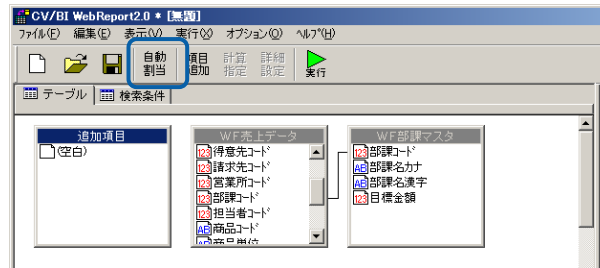 CV/BI WebReport2.0 * [無題]
ファイル(F) 編集(E) 表示(V) 実行(X) オプション(O) ヘルプ(H)
自動割当 項目追加 計算指定 詳細設定 実行
テーブル 検索条件
追加項目
(空白)
WF売上データ
得意先コード
請求先コード
営業所コード
部課コード
担当者コード
商品コード
商品単位
WF部課マスタ
部課コード
部課名カナ
部課名漢字
目標金額